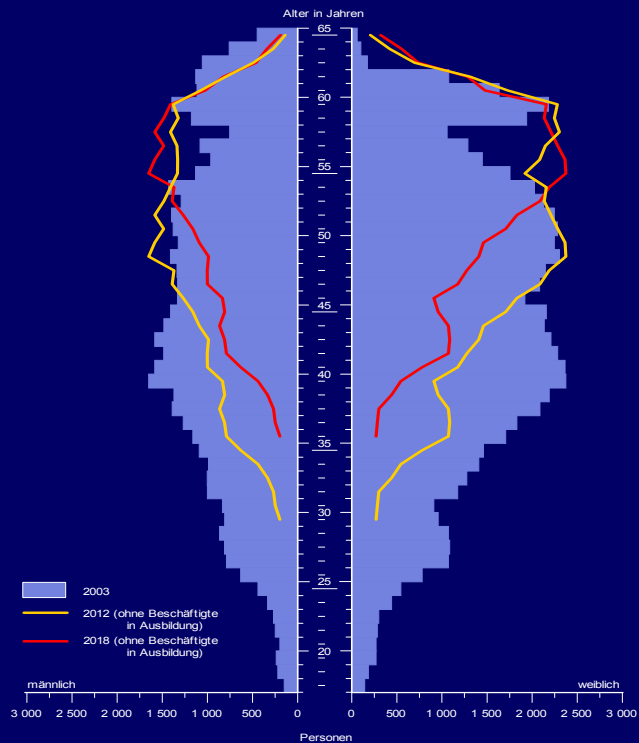 Alter in Jahren
65
60
55
50
45
40
35
30
25
20
2003
2012 (ohne Beschäftigte
in Ausbildung)
2018 (ohne Beschäftigte
in Ausbildung)
männlich
weiblich
3 000 2 500 2 000 1 500 1 000 500 0 0 500 1 000 1 500 2 000 2 500 3 000
Personen